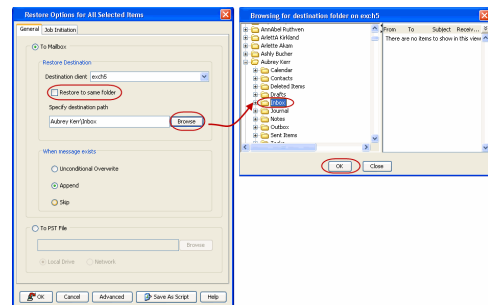 Restore Options for All Selected Items
General Job Initiation
To Mailbox
Restore Destination
Destination client exch5
Restore to same folder
Specify destination path
Aubrey Kerr\Inbox Browse
When message exists
Unconditional Overwrite
Append
Skip
To PST File
Browse
Local Drive Network
OK Cancel Advanced Save As Script Help
Browsing for destination folder on exch5
AnnAbel Ruthven
ArlettA Kirkland
Arlette Akam
Ashly Bucher
Aubrey Kerr
Calendar
Contacts
Deleted Items
Drafts
Inbox
Journal
Notes
Outbox
Sent Items
From To Subject Receiv...
There are no items to show in this view
OK Close